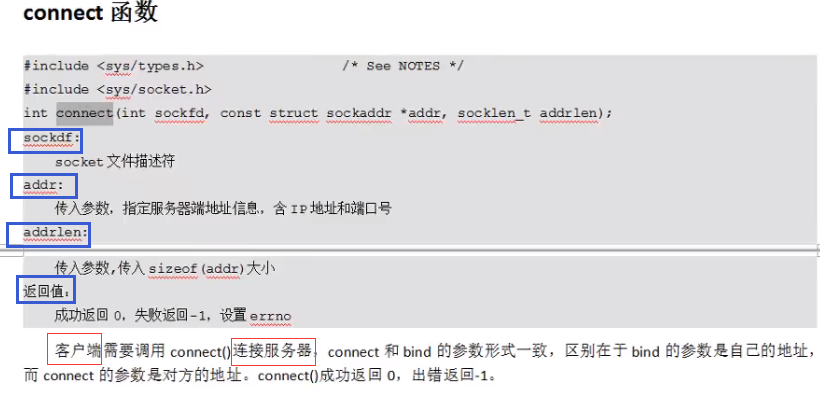 connect 函数
#include <sys/types.h> /* See NOTES */
#include <sys/socket.h>
int connect(int sockfd, const struct sockaddr *addr, socklen_t addrlen);
sockdf:
socket 文件描述符
addr:
传入参数，指定服务器端地址信息，含 IP 地址和端口号
addrlen:
传入参数,传入 sizeof(addr)大小
返回值：
成功返回 0，失败返回-1，设置 errno
客户端需要调用 connect()连接服务器，connect 和 bind 的参数形式一致，区别在于 bind 的参数是自己的地址，
而 connect 的参数是对方的地址。connect()成功返回 0，出错返回-1。